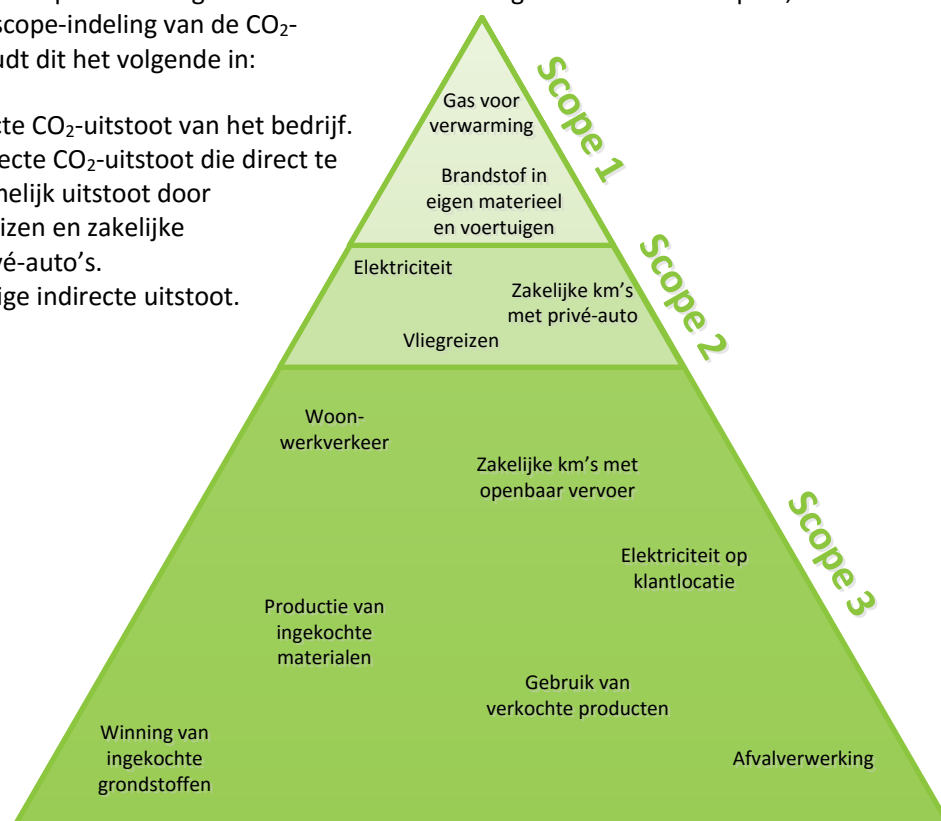 scope-indeling van de CO₂-
udt dit het volgende in:
cte CO₂-uitstoot van het bedrijf.
ecte CO₂-uitstoot die direct te
melijk uitstoot door
eizen en zakelijke
vé-auto's.
ige indirecte uitstoot.
Scope 1
Gas voor
verwarming
Brandstof in
eigen materieel
en voertuigen
Scope 2
Elektriciteit
Zakelijke km's
met privé-auto
Vliegreizen
Scope 3
Woon-
werkverkeer
Zakelijke km's met
openbaar vervoer
Elektriciteit op
klantlocatie
Productie van
ingekochte
materialen
Gebruik van
verkochte producten
Winning van
ingekochte
grondstoffen
Afvalverwerking